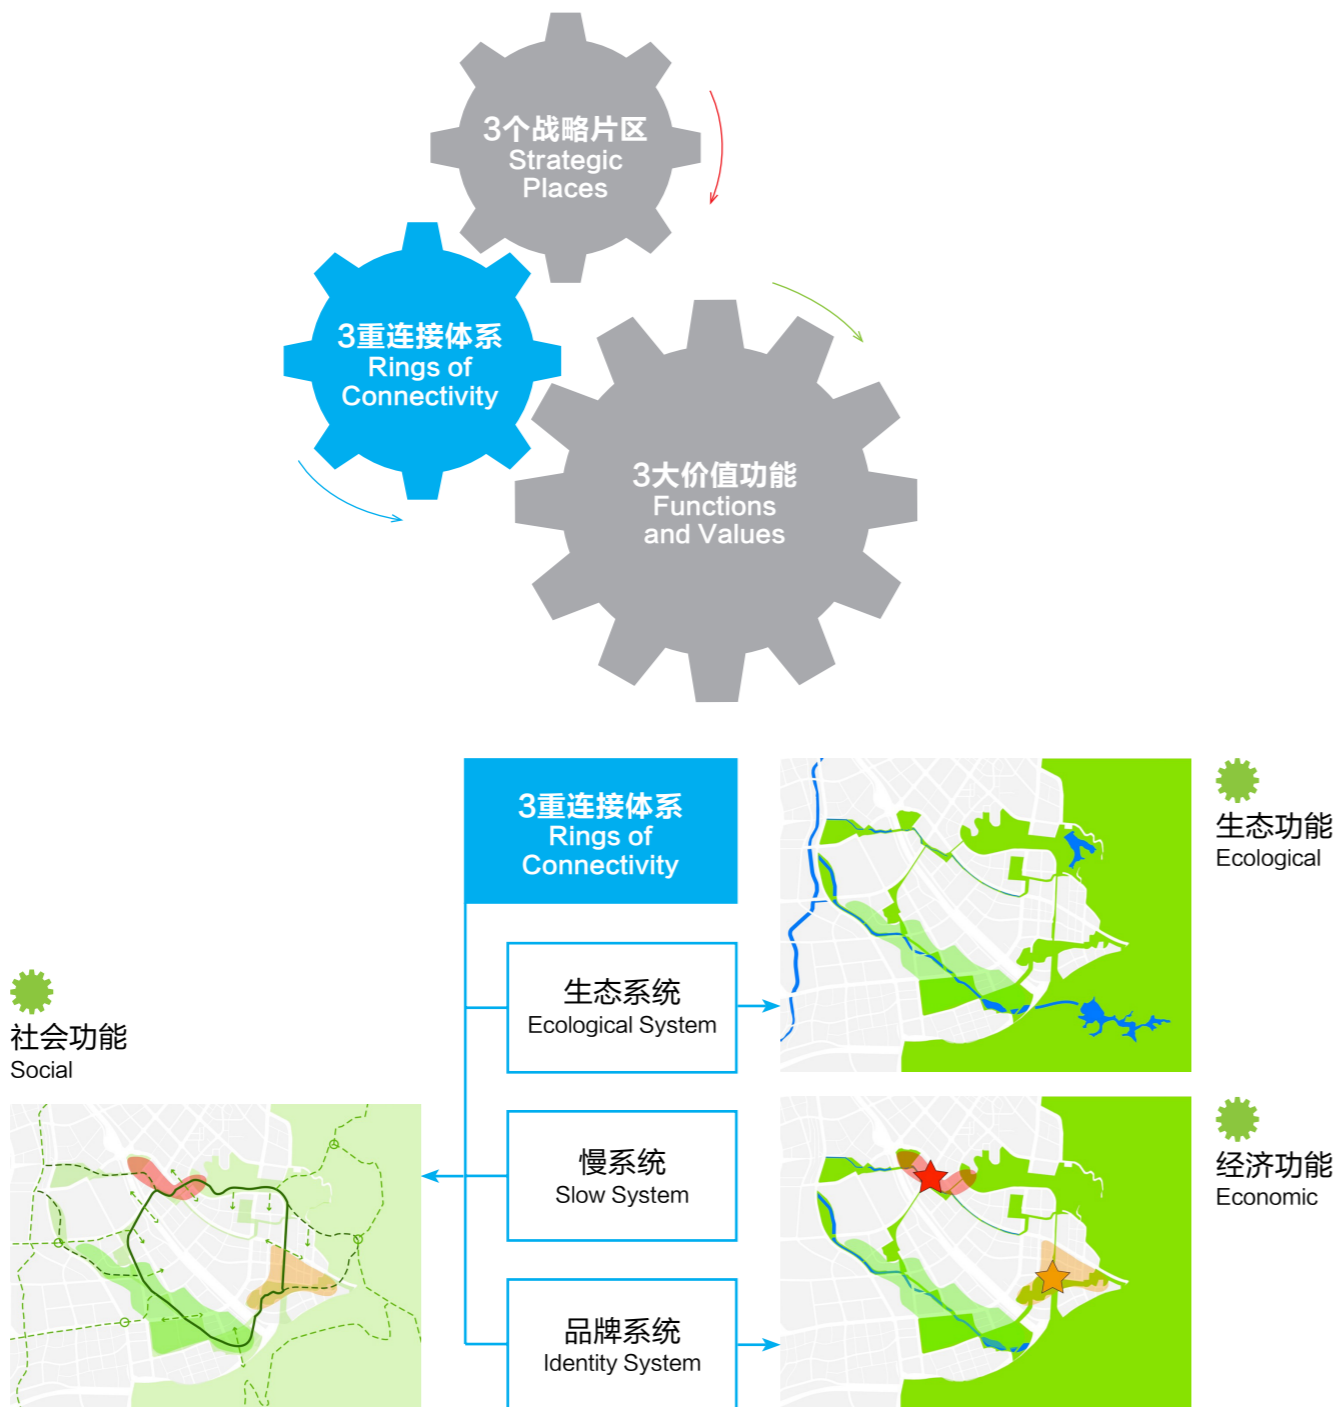 3个战略片区
Strategic
Places
3重连接体系
Rings of
Connectivity
3大价值功能
Functions
and Values
3重连接体系
Rings of
Connectivity
生态功能
Ecological
生态系统
Ecological System
社会功能
Social
慢系统
Slow System
经济功能
Economic
品牌系统
Identity System